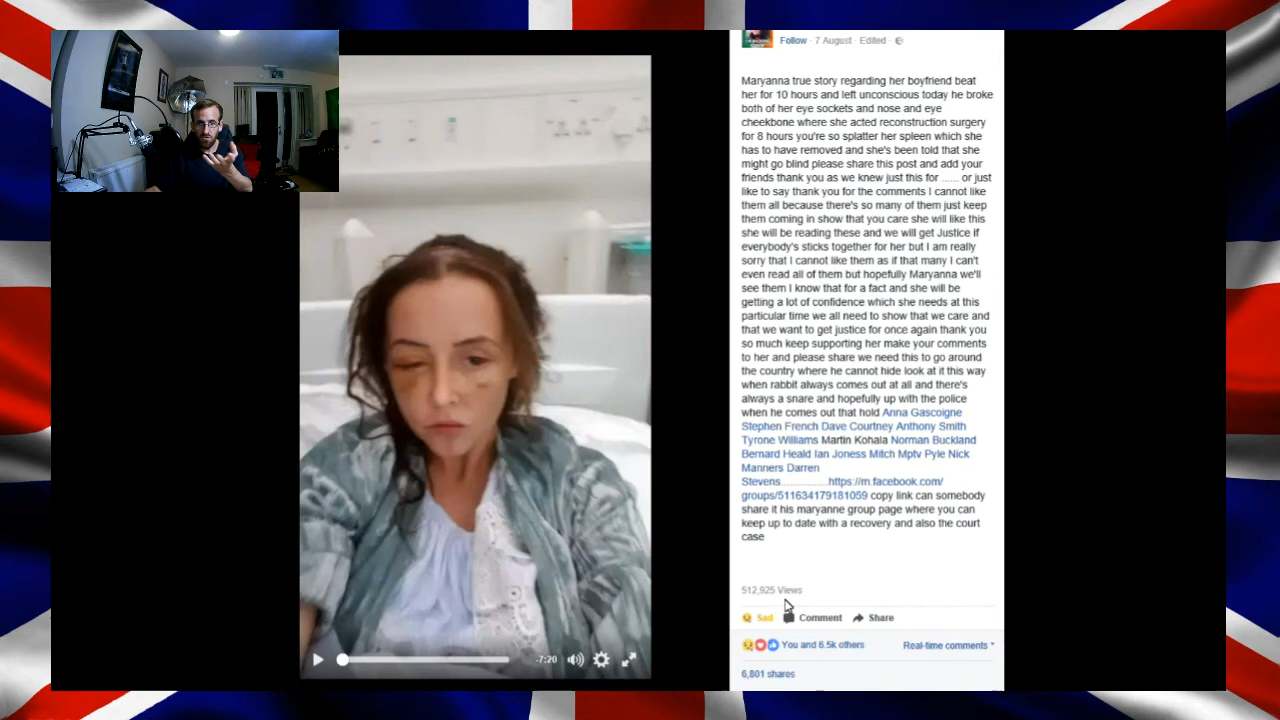 Follow · 7 August · Edited ·
Maryanna true story regarding her boyfriend beat
her for 10 hours and left unconscious today he broke
both of her eye sockets and nose and eye
cheekbone where she acted reconstruction surgery
for 8 hours you're so splatter her spleen which she
has to have removed and she's been told that she
might go blind please share this post and add your
friends thank you as we knew just this for ...... or just
like to say thank you for the comments I cannot like
them all because there's so many of them just keep
them coming in show that you care she will like this
she will be reading these and we will get Justice if
everybody's sticks together for her but I am really
sorry that I cannot like them as if that many I can't
even read all of them but hopefully Maryanna we'll
see them I know that for a fact and she will be
getting a lot of confidence which she needs at this
particular time we all need to show that we care and
that we want to get justice for once again thank you
so much keep supporting her make your comments
to her and please share we need this to go around
the country where he cannot hide look at it this way
when rabbit always comes out at all and there's
always a snare and hopefully up with the police
when he comes out that hold Anna Gascoigne
Stephen French Dave Courtney Anthony Smith
Tyrone Williams Martin Kohala Norman Buckland
Bernard Heald Ian Joness Mitch Mptv Pyle Nick
Manners Darren
Stevens..................https://m.facebook.com/
groups/511634179181059 copy link can somebody
share it his maryanne group page where you can
keep up to date with a recovery and also the court
case
512,925 Views
Sad Comment Share
You and 6.5k others Real-time comments
6,801 shares
-7:20